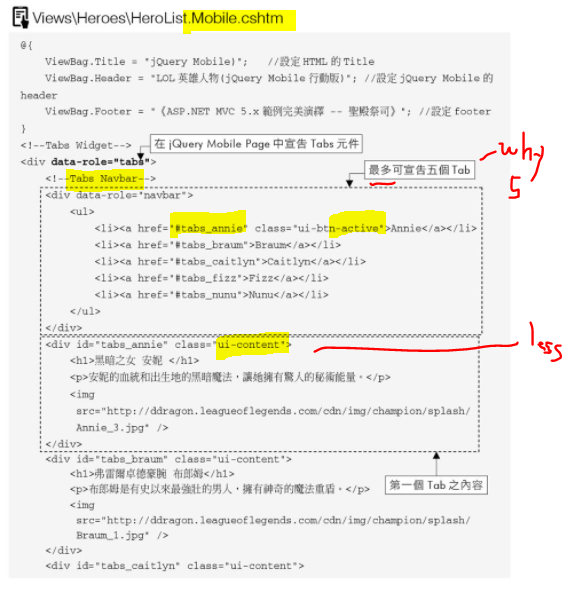 Views\Heroes\HeroList.Mobile.cshtm
@{
ViewBag.Title = "jQuery Mobile)"; //設定 HTML 的 Title
ViewBag.Header = "LOL 英雄人物(jQuery Mobile 行動版)"; //設定 jQuery Mobile 的
header
ViewBag.Footer = "《ASP.NET MVC 5.x 範例完美演繹 -- 聖殿祭司》"; //設定 footer
}
<!--Tabs Widget--> 在 jQuery Mobile Page 中宣告 Tabs 元件
<div data-role="tabs">
why
<!--Tabs Navbar--> 最多可宣告五個 Tab
5
<div data-role="navbar">
<ul>
<li><a href="#tabs_annie" class="ui-btn-active">Annie</a></li>
<li><a href="#tabs_braum">Braum</a></li>
<li><a href="#tabs_caitlyn">Caitlyn</a></li>
<li><a href="#tabs_fizz">Fizz</a></li>
<li><a href="#tabs_nunu">Nunu</a></li>
</ul>
</div>
<div id="tabs_annie" class="ui-content"> less
<h1>黑暗之女 安妮 </h1>
<p>安妮的血統和出生地的黑暗魔法，讓她擁有驚人的秘術能量。</p>
<img
src="http://ddragon.leagueoflegends.com/cdn/img/champion/splash/
Annie_3.jpg" />
</div>
<div id="tabs_braum" class="ui-content">
<h1>弗雷爾卓德豪腕 布郎姆</h1>
第一個 Tab 之內容
<p>布郎姆是有史以來最強壯的男人，擁有神奇的魔法重盾。</p>
<img
src="http://ddragon.leagueoflegends.com/cdn/img/champion/splash/
Braum_1.jpg" />
</div>
<div id="tabs_caitlyn" class="ui-content">